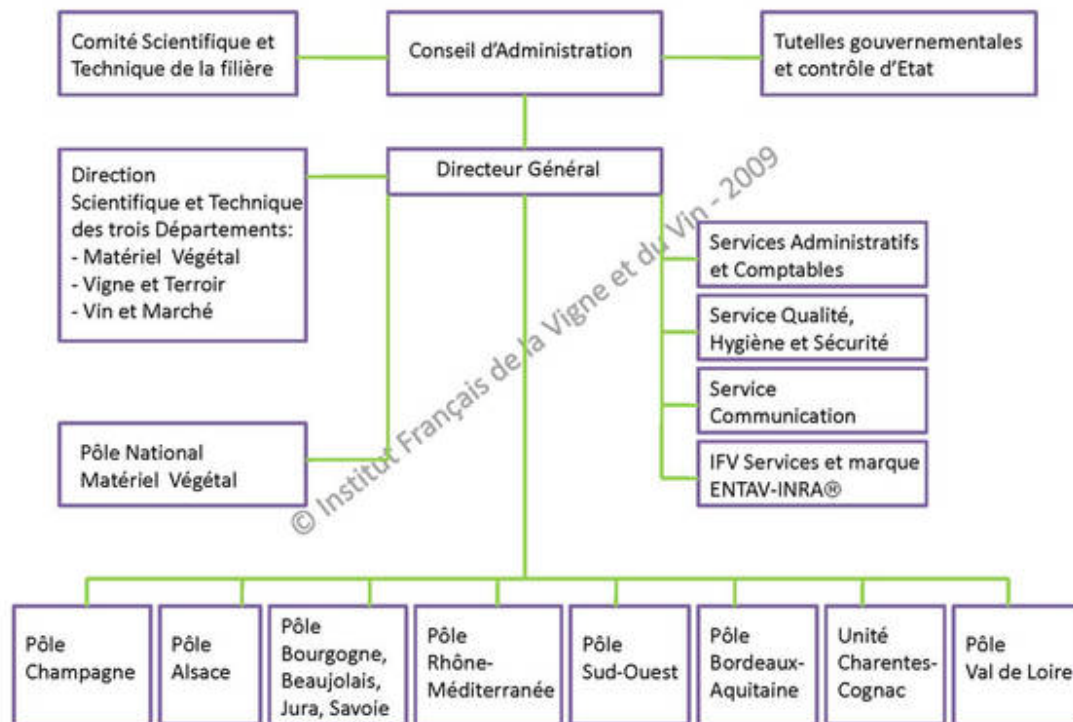 Comité Scientifique et
Technique de la filière
Conseil d’Administration
Tutelles gouvernementales
et contrôle d’Etat
Direction
Scientifique et Technique
des trois Départements:
- Matériel Végétal
- Vigne et Terroir
- Vin et Marché
Directeur Général
Services Administratifs
et Comptables
Service Qualité,
Hygiène et Sécurité
Service
Communication
IFV Services et marque
ENTAV-INRA®
Pôle National
Matériel Végétal
© Institut Français de la Vigne et du Vin - 2009
Pôle
Champagne
Pôle
Alsace
Pôle
Bourgogne,
Beaujolais,
Jura, Savoie
Pôle
Rhône-
Méditerranée
Pôle
Sud-Ouest
Pôle
Bordeaux-
Aquitaine
Unité
Charentes-
Cognac
Pôle
Val de Loire